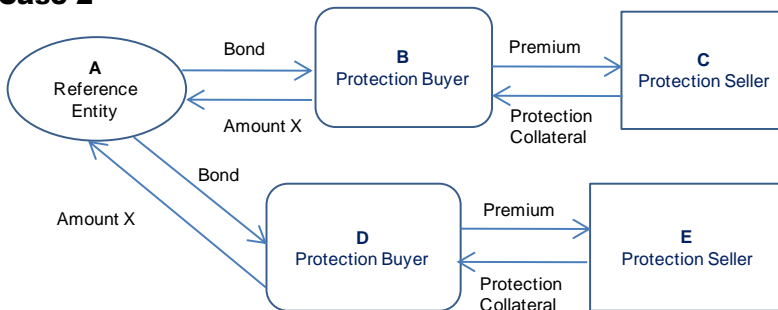 Case 2
A
Reference
Entity
Bond
Amount X
B
Protection Buyer
Premium
Protection
Collateral
C
Protection Seller
Bond
Amount X
D
Protection Buyer
Premium
Protection
Collateral
E
Protection Seller